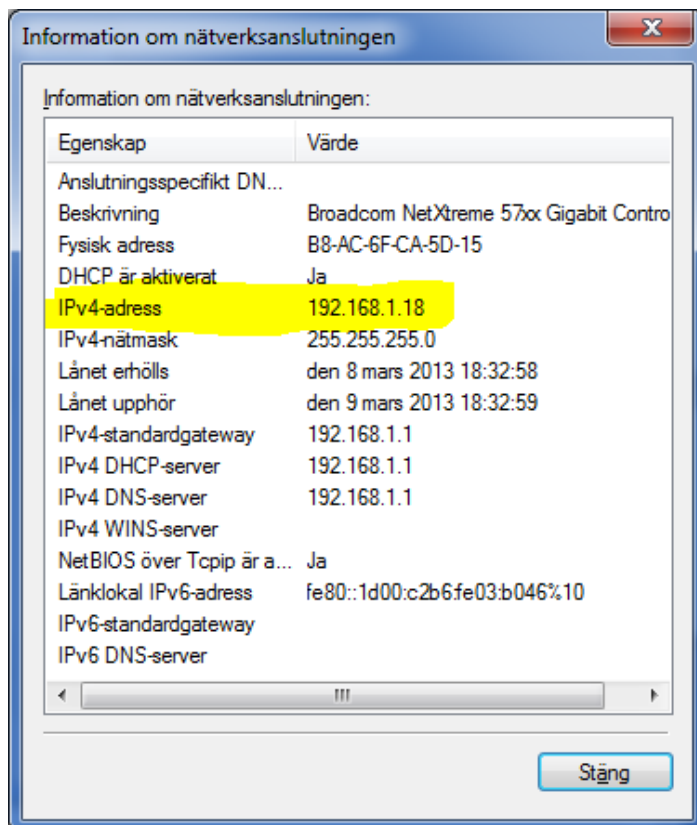 Information om nätverksanslutningen
Information om nätverksanslutningen:
Egenskap Värde
Anslutningsspecifikt DN...
Beskrivning Broadcom NetXtreme 57xx Gigabit Contro
Fysisk adress B8-AC-6F-CA-5D-15
DHCP är aktiverat Ja
IPv4-adress 192.168.1.18
IPv4-nätmask 255.255.255.0
Lånet erhölls den 8 mars 2013 18:32:58
Lånet upphör den 9 mars 2013 18:32:59
IPv4-standardgateway 192.168.1.1
IPv4 DHCP-server 192.168.1.1
IPv4 DNS-server 192.168.1.1
IPv4 WINS-server
NetBIOS över Tcpip är a... Ja
Länklokal IPv6-adress fe80::1d00:c2b6:fe03:b046%10
IPv6-standardgateway
IPv6 DNS-server
Stäng